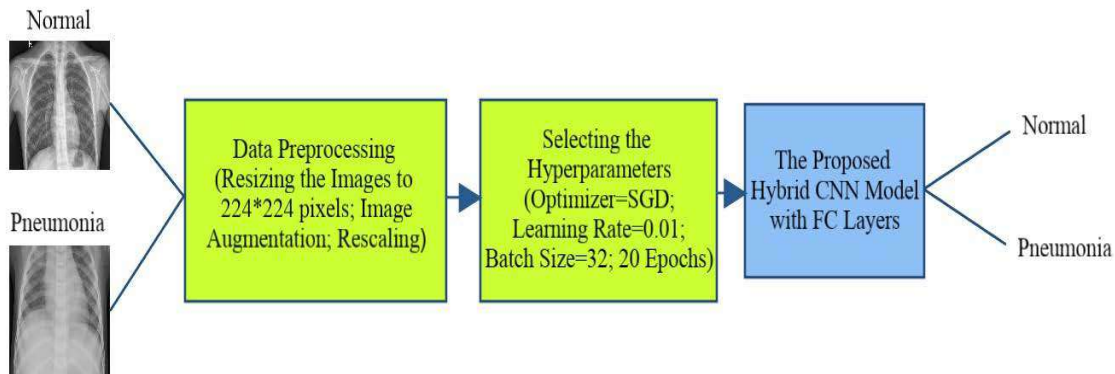 Normal
Pneumonia
Data Preprocessing
(Resizing the Images to
224*224 pixels; Image
Augmentation; Rescaling)
Selecting the
Hyperparameters
(Optimizer=SGD;
Learning Rate=0.01;
Batch Size=32; 20 Epochs)
The Proposed
Hybrid CNN Model
with FC Layers
Normal
Pneumonia